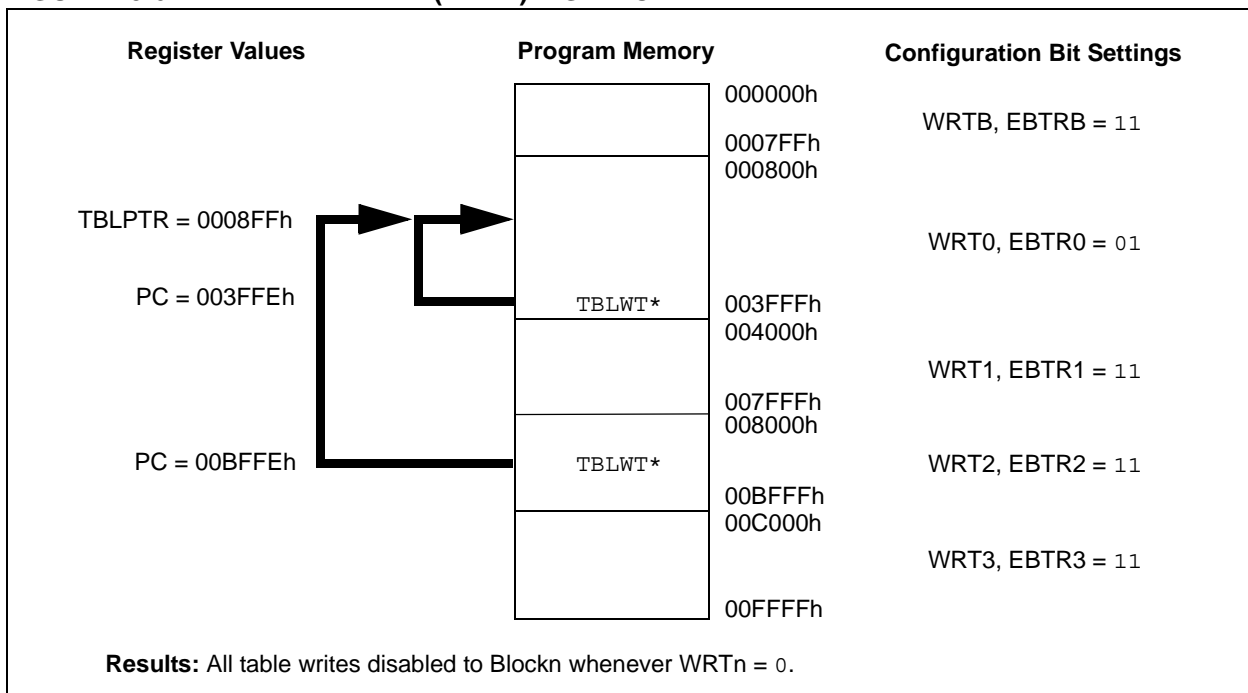 Register Values Program Memory Configuration Bit Settings
000000h
WRTB, EBTRB = 11
0007FFh
000800h
TBLPTR = 0008FFh
WRT0, EBTR0 = 01
PC = 003FFEh TBLWT* 003FFFh
004000h
WRT1, EBTR1 = 11
007FFFh
008000h
PC = 00BFFEh TBLWT* WRT2, EBTR2 = 11
00BFFFh
00C000h
WRT3, EBTR3 = 11
00FFFFh
Results: All table writes disabled to Blockn whenever WRTn = 0.